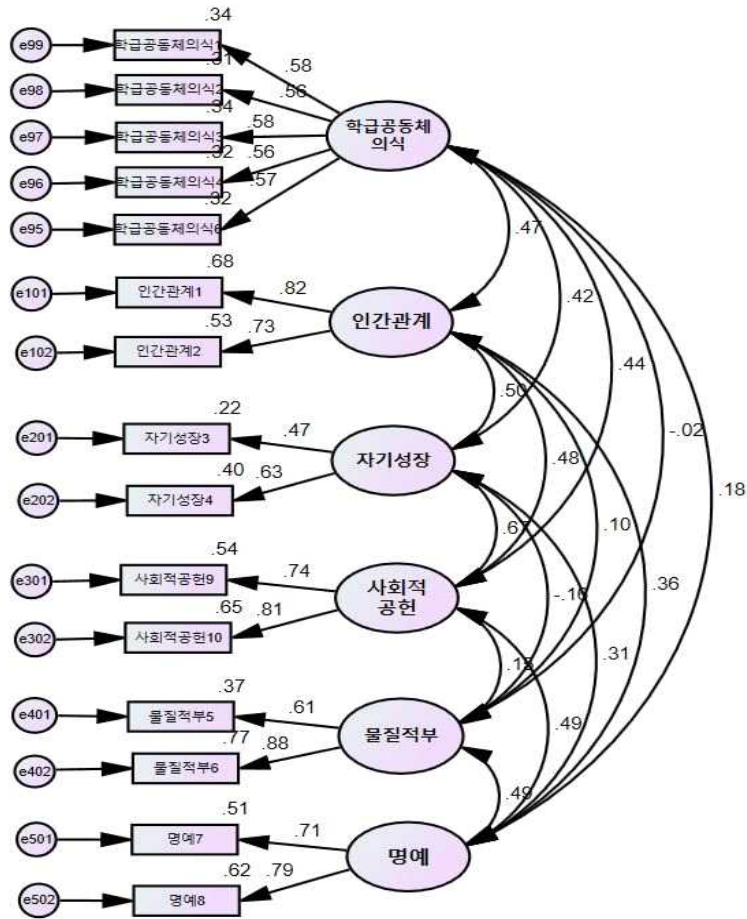 .34
e99 학급공동체의식1
.58
.31
e98 학급공동체의식2
.56
.34
e97 학급공동체의식3
.58
학급공동체
의식
.32
e96 학급공동체의식4
.56
.57
.32
e95 학급공동체의식6
.47
.68
e101 인간관계1
.82
.42
인간관계
.53
.73
e102 인간관계2
.44
.50
.22
e201 자기성장3
.47
-.02
자기성장
.48
.40
.63
e202 자기성장4
.18
.67
.10
.54
e301 사회적공헌9
.74
사회적
공헌
-.16
.36
.65
.81
e302 사회적공헌10
.31
.37
e401 물질적부5
.61
.49
물질적부
.77
.88
e402 물질적부6
.49
.51
e501 명예7
.71
명예
.62
.79
e502 명예8